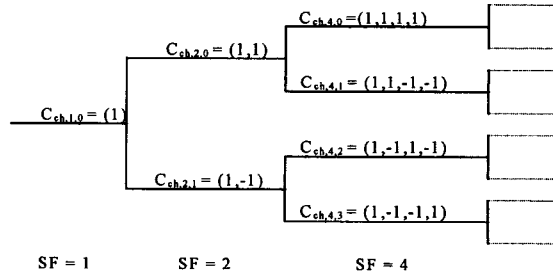 C_ch,4,0 = (1,1,1,1)
C_ch,2,0 = (1,1)
C_ch,4,1 = (1,1,-1,-1)
C_ch,1,0 = (1)
C_ch,4,2 = (1,-1,1,-1)
C_ch,2,1 = (1,-1)
C_ch,4,3 = (1,-1,-1,1)
SF = 1 SF = 2 SF = 4